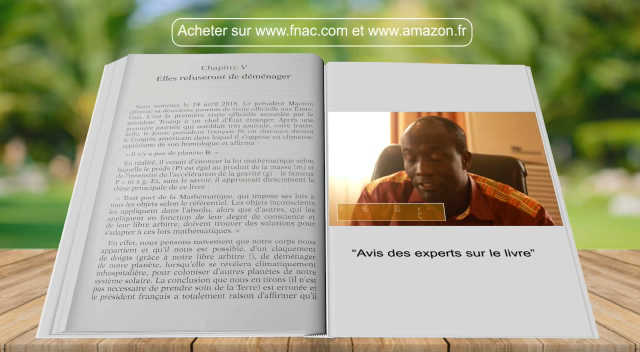 Acheter sur www.fnac.com et www.amazon.fr
Chapitre V
Elles refuseront de déménager
Nous sommes le 24 avril 2018. Le président Macron
effectue sa deuxième journée de visite officielle aux États-
Unis. C'est la première visite officielle accordée par le
président Trump à un chef d'État étranger. Après une
première journée qui semblait très amicale, voire frater-
nelle, le jeune président français fit un discours devant
le Congrès américain dans lequel il s'oppose au climato-
scepticisme de son homologue et affirma :
« Il n'y a pas de planète B. »
En réalité, il venait d'énoncer la loi mathématique selon
laquelle le poids (P) est égal au produit de la masse (m) et
de l'intensité de l'accélération de la gravité (g) : le fameux
P = m x g. Et, sans le savoir, il approuvait directement la
thèse principale de ce livre :
« Tout part de la Mathématique, qui impose ses lois à
tous les objets selon le référentiel. Les objets inconscients
les appliquent dans l'absolu, alors que d'autres, qui les
appliquent en fonction de leur degré de conscience et
de leur libre arbitre, doivent trouver des solutions pour
s'adapter à ces lois mathématiques. »
En effet, nous pensons naïvement que notre corps nous
appartient et qu'il nous est possible, d'un claquement
de doigts (grâce à notre libre arbitre !), de déménager
de notre planète, lorsqu'elle se révélera climatiquement
inhospitalière, pour coloniser d'autres planètes de notre
système solaire. La conclusion que nous en tirons (il n'est
pas nécessaire de prendre soin de la Terre) est erronée et
le président français a totalement raison d'affirmer qu'il
“Avis des experts sur le livre”